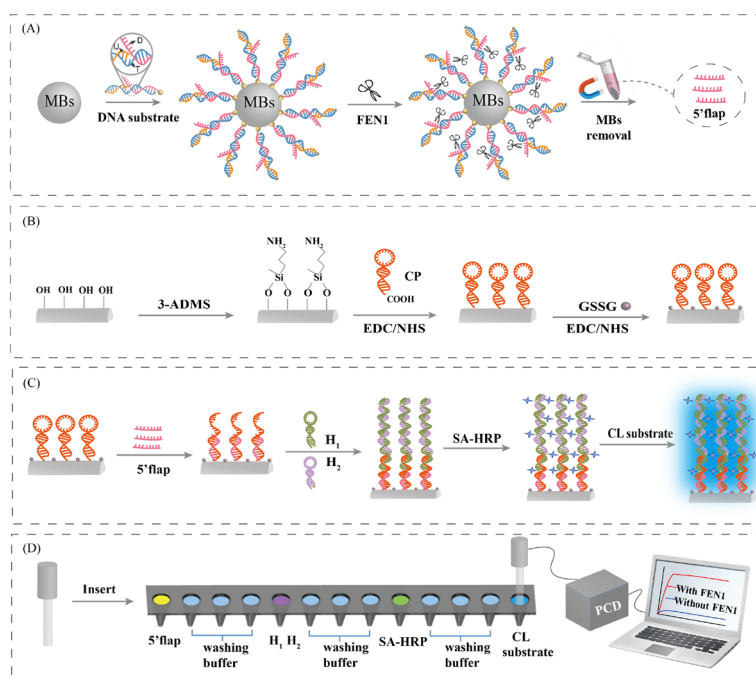 (A)
U
D
T
MBs
DNA substrate
MBs
FEN1
MBs
MBs
removal
5'flap
(B)
OH OH OH OH
3-ADMS
NH2 NH2
Si Si
O O O O
CP
COOH
EDC/NHS
GSSG
EDC/NHS
(C)
5'flap
H1
H2
SA-HRP
CL substrate
(D)
Insert
5'flap
washing
buffer
H1 H2
washing
buffer
SA-HRP
washing
buffer
CL
substrate
PCD
With FEN1
Without FEN1